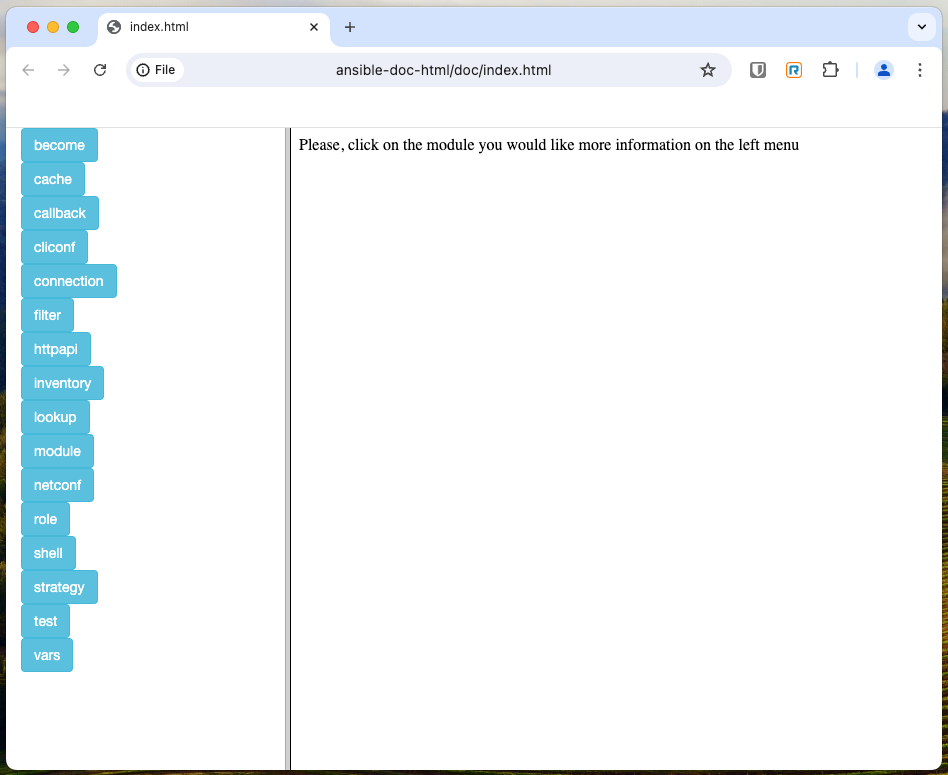 index.html
File
ansible-doc-html/doc/index.html
become
cache
callback
cliconf
connection
filter
httpapi
inventory
lookup
module
netconf
role
shell
strategy
test
vars
Please, click on the module you would like more information on the left menu